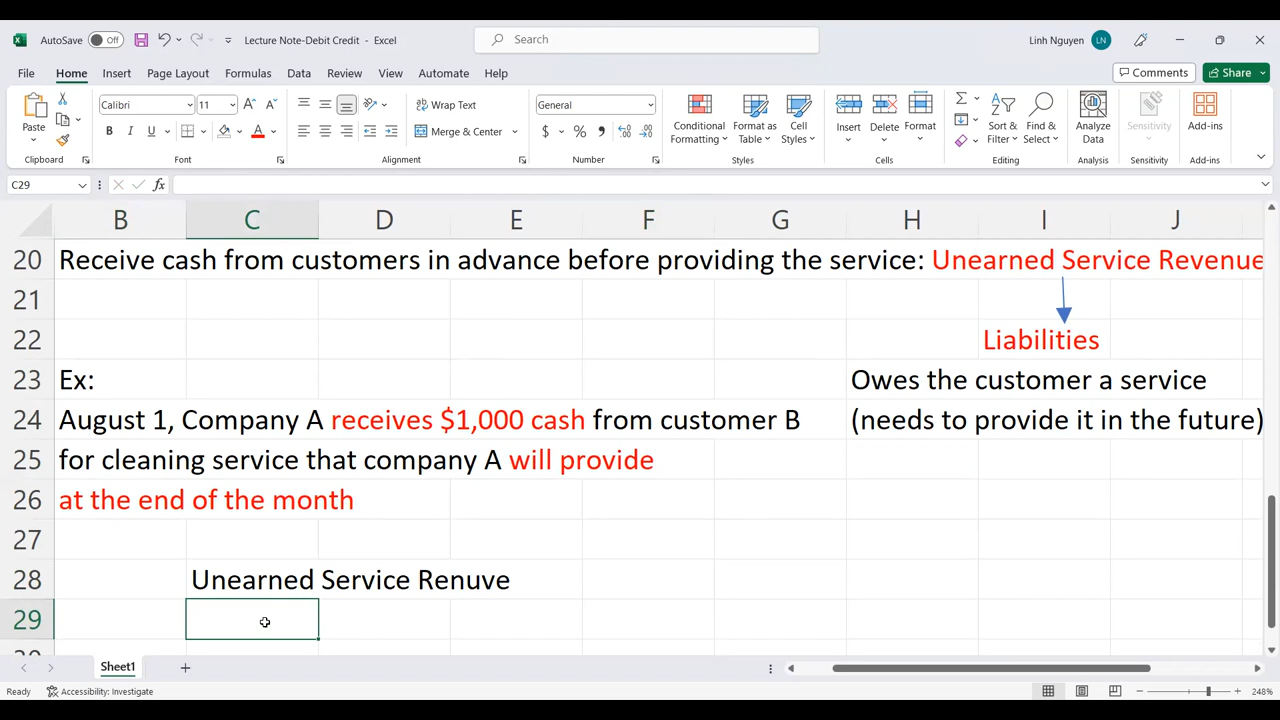 AutoSave Off Lecture Note-Debit Credit - Excel Search Linh Nguyen LN
File Home Insert Page Layout Formulas Data Review View Automate Help Comments Share
Calibri 11 Wrap Text General
Paste B I U A Merge & Center $ % Conditional Formatting Format as Table Cell Styles Insert Delete Format Sort & Filter Find & Select Analyze Data Sensitivity Add-ins
Clipboard Font Alignment Number Styles Cells Editing Analysis Sensitivity Add-ins
C29 fx
B C D E F G H I J
20 Receive cash from customers in advance before providing the service: Unearned Service Revenue
21
22 Liabilities
23 Ex: Owes the customer a service
24 August 1, Company A receives $1,000 cash from customer B (needs to provide it in the future)
25 for cleaning service that company A will provide
26 at the end of the month
27
28 Unearned Service Renuve
29
Sheet1
Ready Accessibility: Investigate 248%